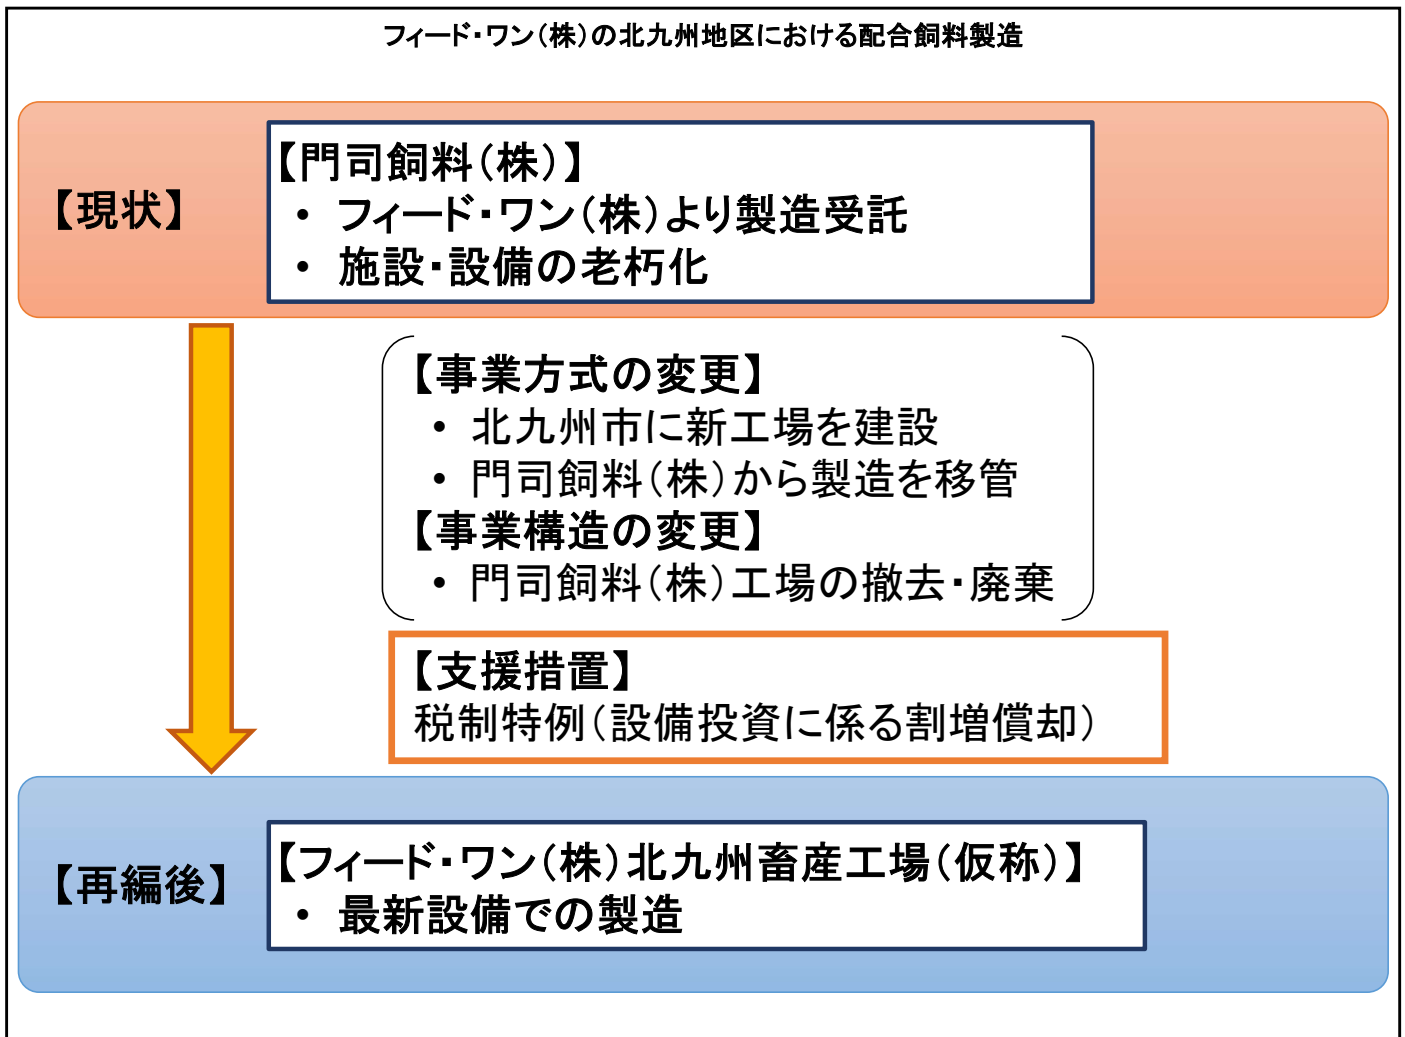 フィード・ワン（株）の北九州地区における配合飼料製造
【現状】
【門司飼料（株）】
• フィード・ワン（株）より製造受託
• 施設・設備の老朽化
【事業方式の変更】
• 北九州市に新工場を建設
• 門司飼料（株）から製造を移管
【事業構造の変更】
• 門司飼料（株）工場の撤去・廃棄
【支援措置】
税制特例（設備投資に係る割増償却）
【再編後】
【フィード・ワン（株）北九州畜産工場（仮称）】
• 最新設備での製造